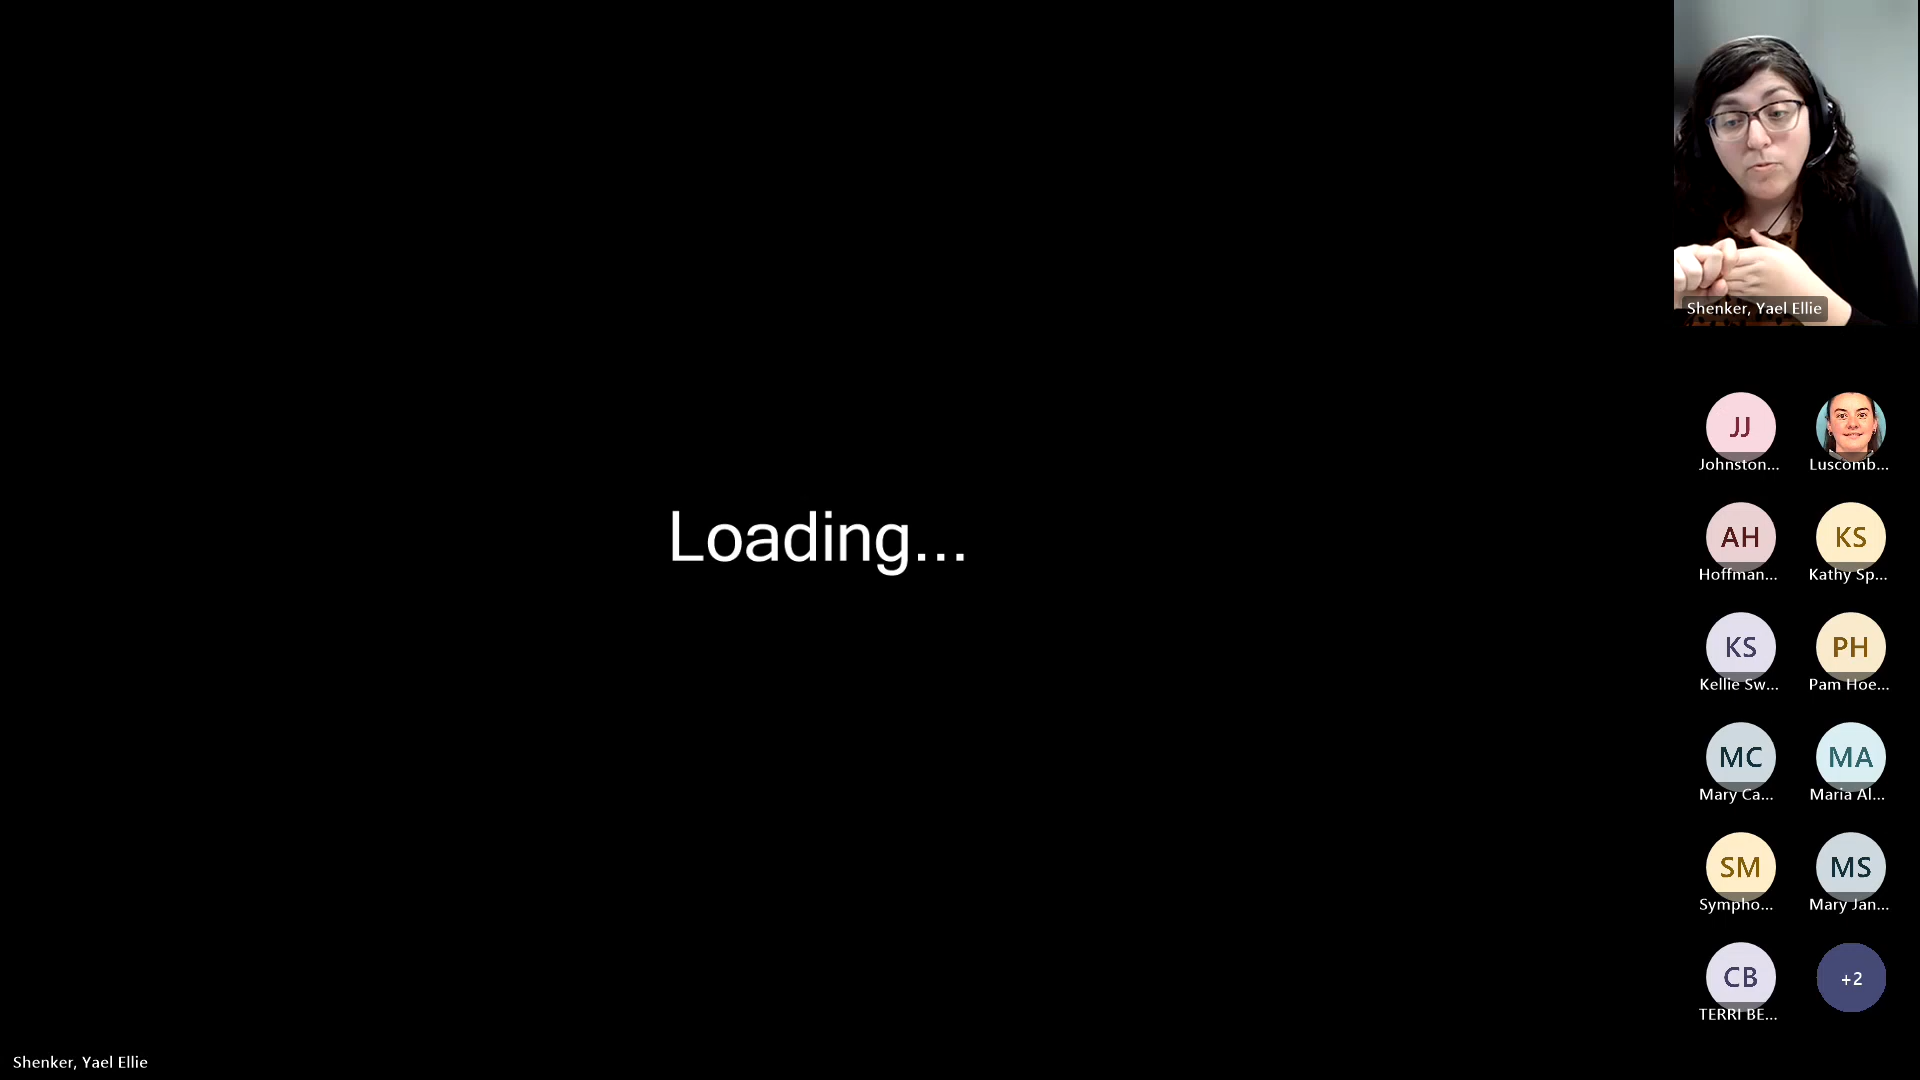 Shenker, Yael Ellie
JJ
Johnston...
Luscomb...
AH
Hoffman...
KS
Kathy Sp...
Loading...
KS
Kellie Sw...
PH
Pam Hoe...
MC
Mary Ca...
MA
Maria Al...
SM
Sympho...
MS
Mary Jan...
CB
TERRI BE...
+2
Shenker, Yael Ellie